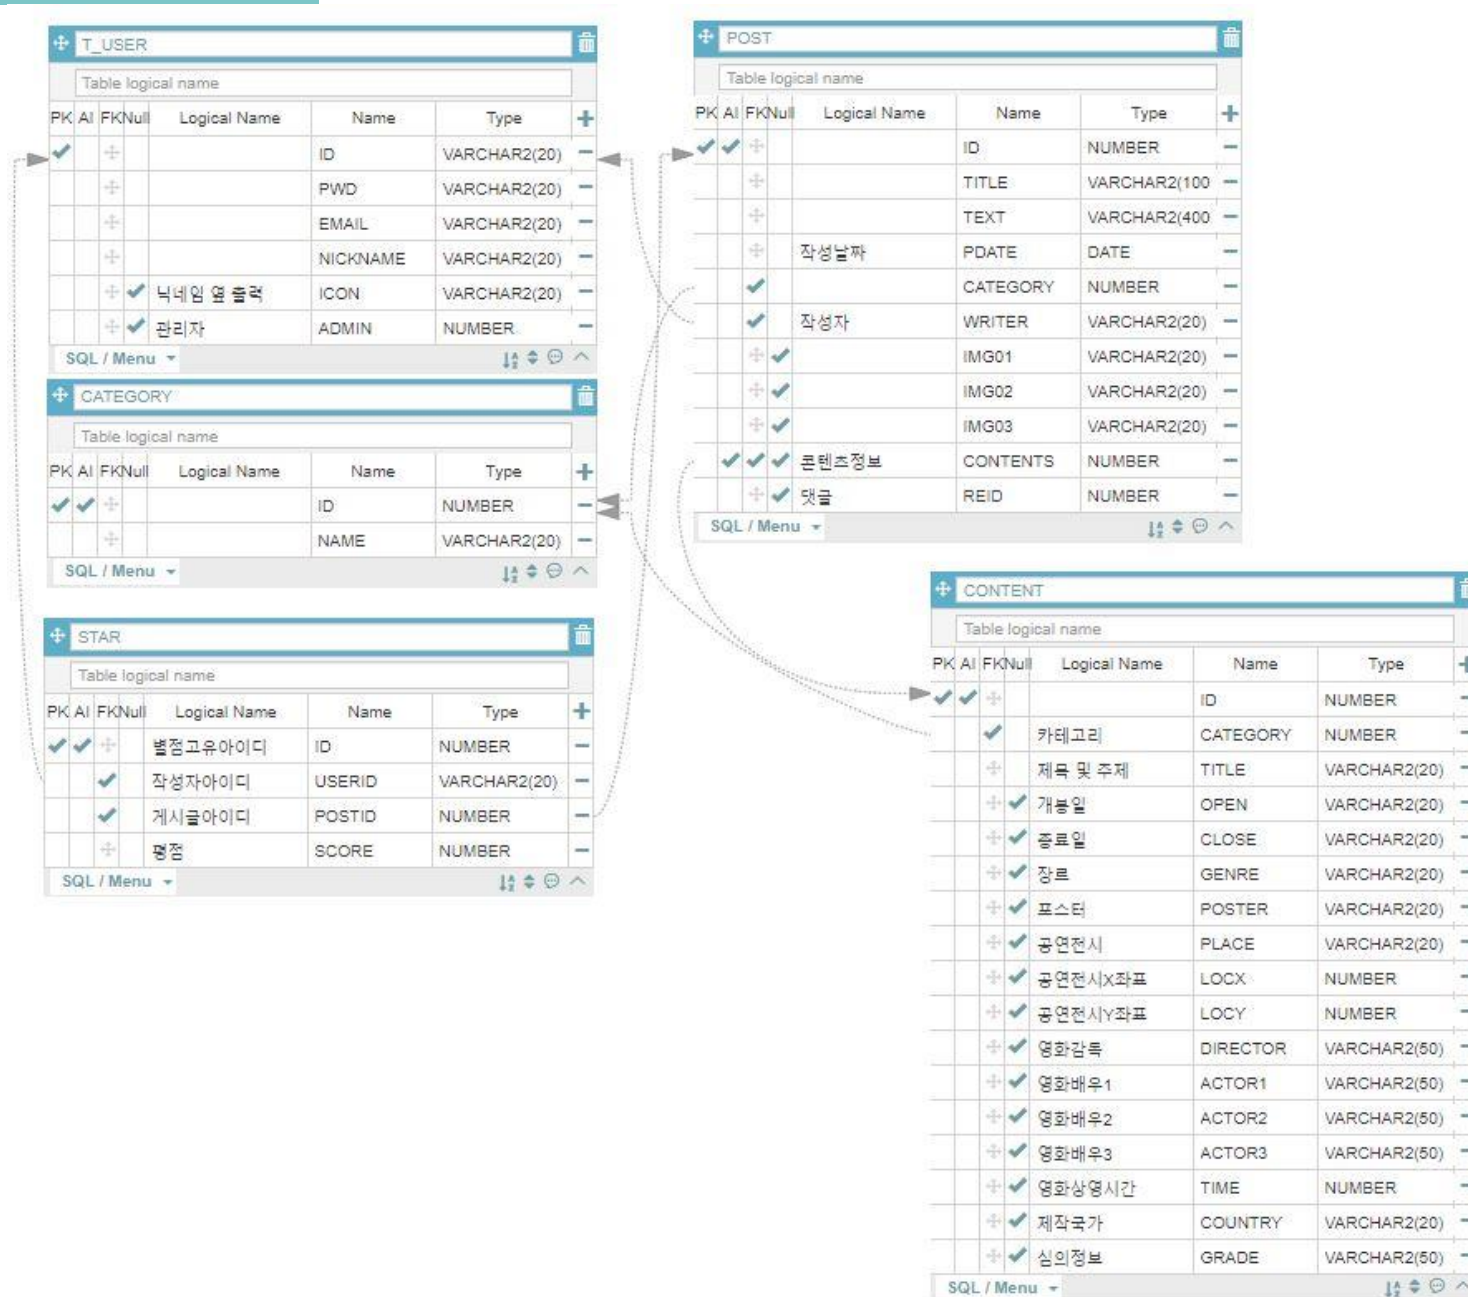 T_USER
Table logical name
PK AI FK Null Logical Name Name Type
ID VARCHAR2(20)
PWD VARCHAR2(20)
EMAIL VARCHAR2(20)
NICKNAME VARCHAR2(20)
닉네임 옆 출력 ICON VARCHAR2(20)
관리자 ADMIN NUMBER
SQL / Menu
CATEGORY
Table logical name
PK AI FK Null Logical Name Name Type
ID NUMBER
NAME VARCHAR2(20)
SQL / Menu
STAR
Table logical name
PK AI FK Null Logical Name Name Type
별점고유아이디 ID NUMBER
작성자아이디 USERID VARCHAR2(20)
게시글아이디 POSTID NUMBER
평점 SCORE NUMBER
SQL / Menu
POST
Table logical name
PK AI FK Null Logical Name Name Type
ID NUMBER
TITLE VARCHAR2(100
TEXT VARCHAR2(400
작성날짜 PDATE DATE
CATEGORY NUMBER
작성자 WRITER VARCHAR2(20)
IMG01 VARCHAR2(20)
IMG02 VARCHAR2(20)
IMG03 VARCHAR2(20)
콘텐츠정보 CONTENTS NUMBER
댓글 REID NUMBER
SQL / Menu
CONTENT
Table logical name
PK AI FK Null Logical Name Name Type
ID NUMBER
카테고리 CATEGORY NUMBER
제목 및 주제 TITLE VARCHAR2(20)
개봉일 OPEN VARCHAR2(20)
종료일 CLOSE VARCHAR2(20)
장르 GENRE VARCHAR2(20)
포스터 POSTER VARCHAR2(20)
공연전시 PLACE VARCHAR2(20)
공연전시X좌표 LOCX NUMBER
공연전시Y좌표 LOCY NUMBER
영화감독 DIRECTOR VARCHAR2(50)
영화배우1 ACTOR1 VARCHAR2(50)
영화배우2 ACTOR2 VARCHAR2(50)
영화배우3 ACTOR3 VARCHAR2(50)
영화상영시간 TIME NUMBER
제작국가 COUNTRY VARCHAR2(20)
심의정보 GRADE VARCHAR2(50)
SQL / Menu